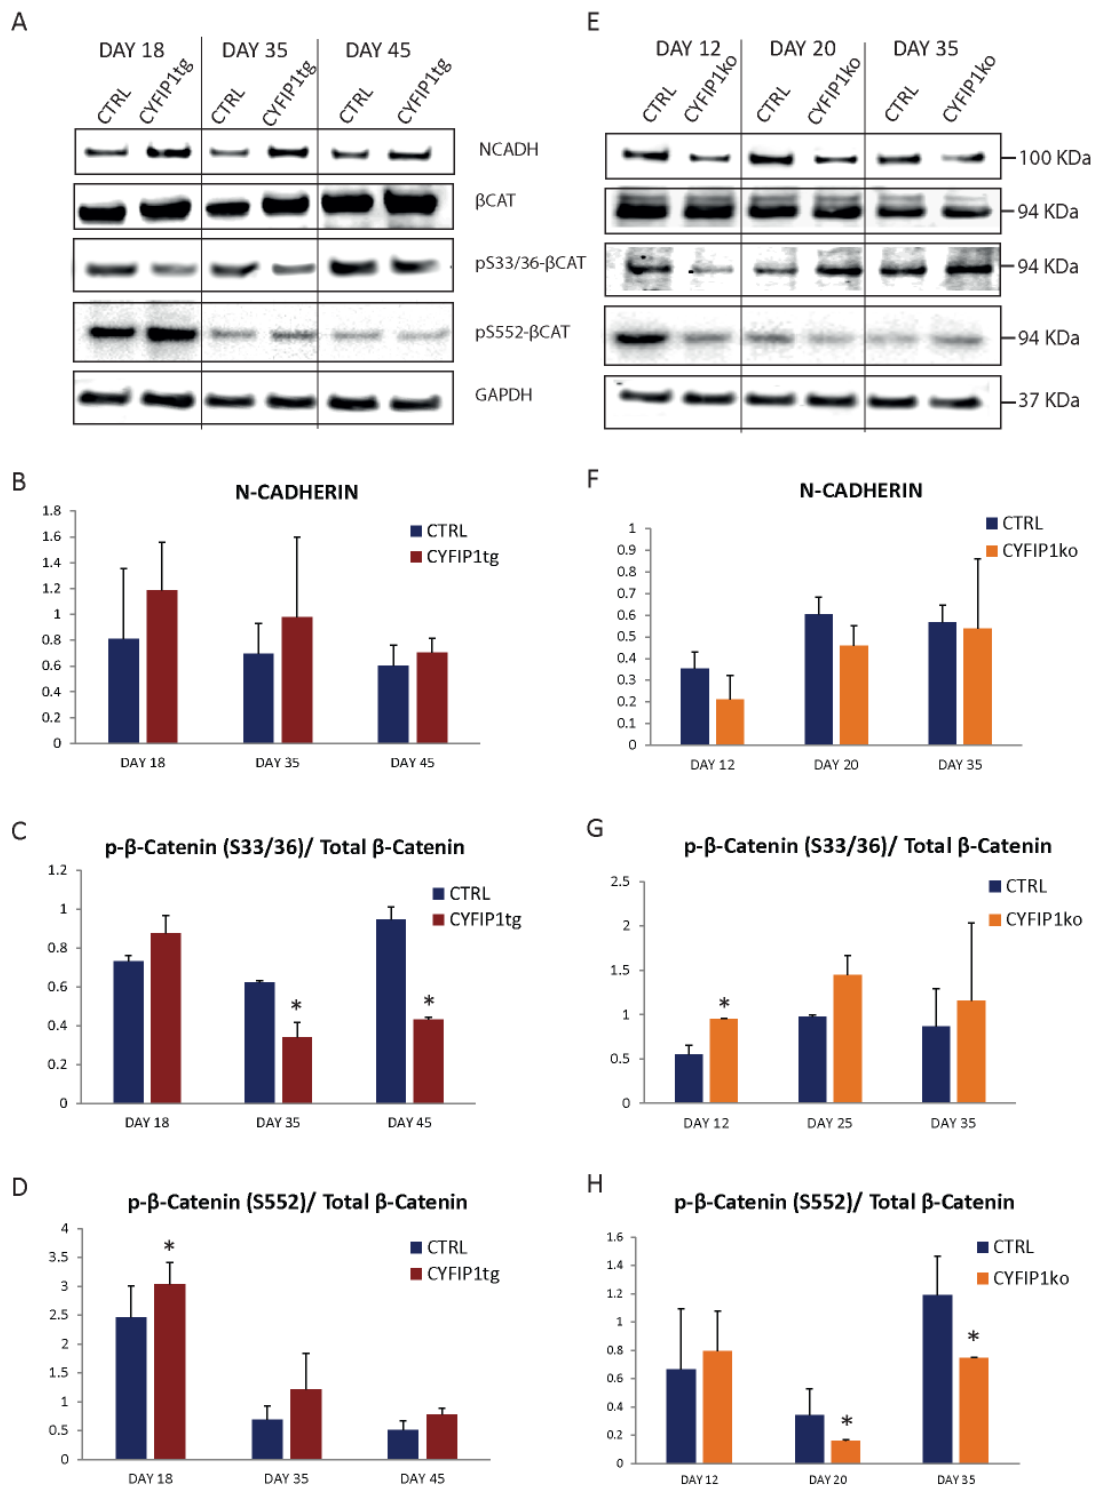 A
DAY 18 DAY 35 DAY 45
CTRL CYFIP1tg CTRL CYFIP1tg CTRL CYFIP1tg
NCADH
βCAT
pS33/36-βCAT
pS552-βCAT
GAPDH
E
DAY 12 DAY 20 DAY 35
CTRL CYFIP1ko CTRL CYFIP1ko CTRL CYFIP1ko
100 KDa
94 KDa
94 KDa
94 KDa
37 KDa
B
N-CADHERIN
CTRL
CYFIP1tg
1.8
1.6
1.4
1.2
1
0.8
0.6
0.4
0.2
0
DAY 18 DAY 35 DAY 45
F
N-CADHERIN
CTRL
CYFIP1ko
1
0.9
0.8
0.7
0.6
0.5
0.4
0.3
0.2
0.1
0
DAY 12 DAY 20 DAY 35
C
p-β-Catenin (S33/36)/ Total β-Catenin
CTRL
CYFIP1tg
1.2
1
0.8
0.6
0.4
0.2
0
* *
DAY 18 DAY 35 DAY 45
G
p-β-Catenin (S33/36)/ Total β-Catenin
CTRL
CYFIP1ko
2.5
2
1.5
1
0.5
0
*
DAY 12 DAY 25 DAY 35
D
p-β-Catenin (S552)/ Total β-Catenin
CTRL
CYFIP1tg
4
3.5
3
2.5
2
1.5
1
0.5
0
*
DAY 18 DAY 35 DAY 45
H
p-β-Catenin (S552)/ Total β-Catenin
CTRL
CYFIP1ko
1.6
1.4
1.2
1
0.8
0.6
0.4
0.2
0
* *
DAY 12 DAY 20 DAY 35